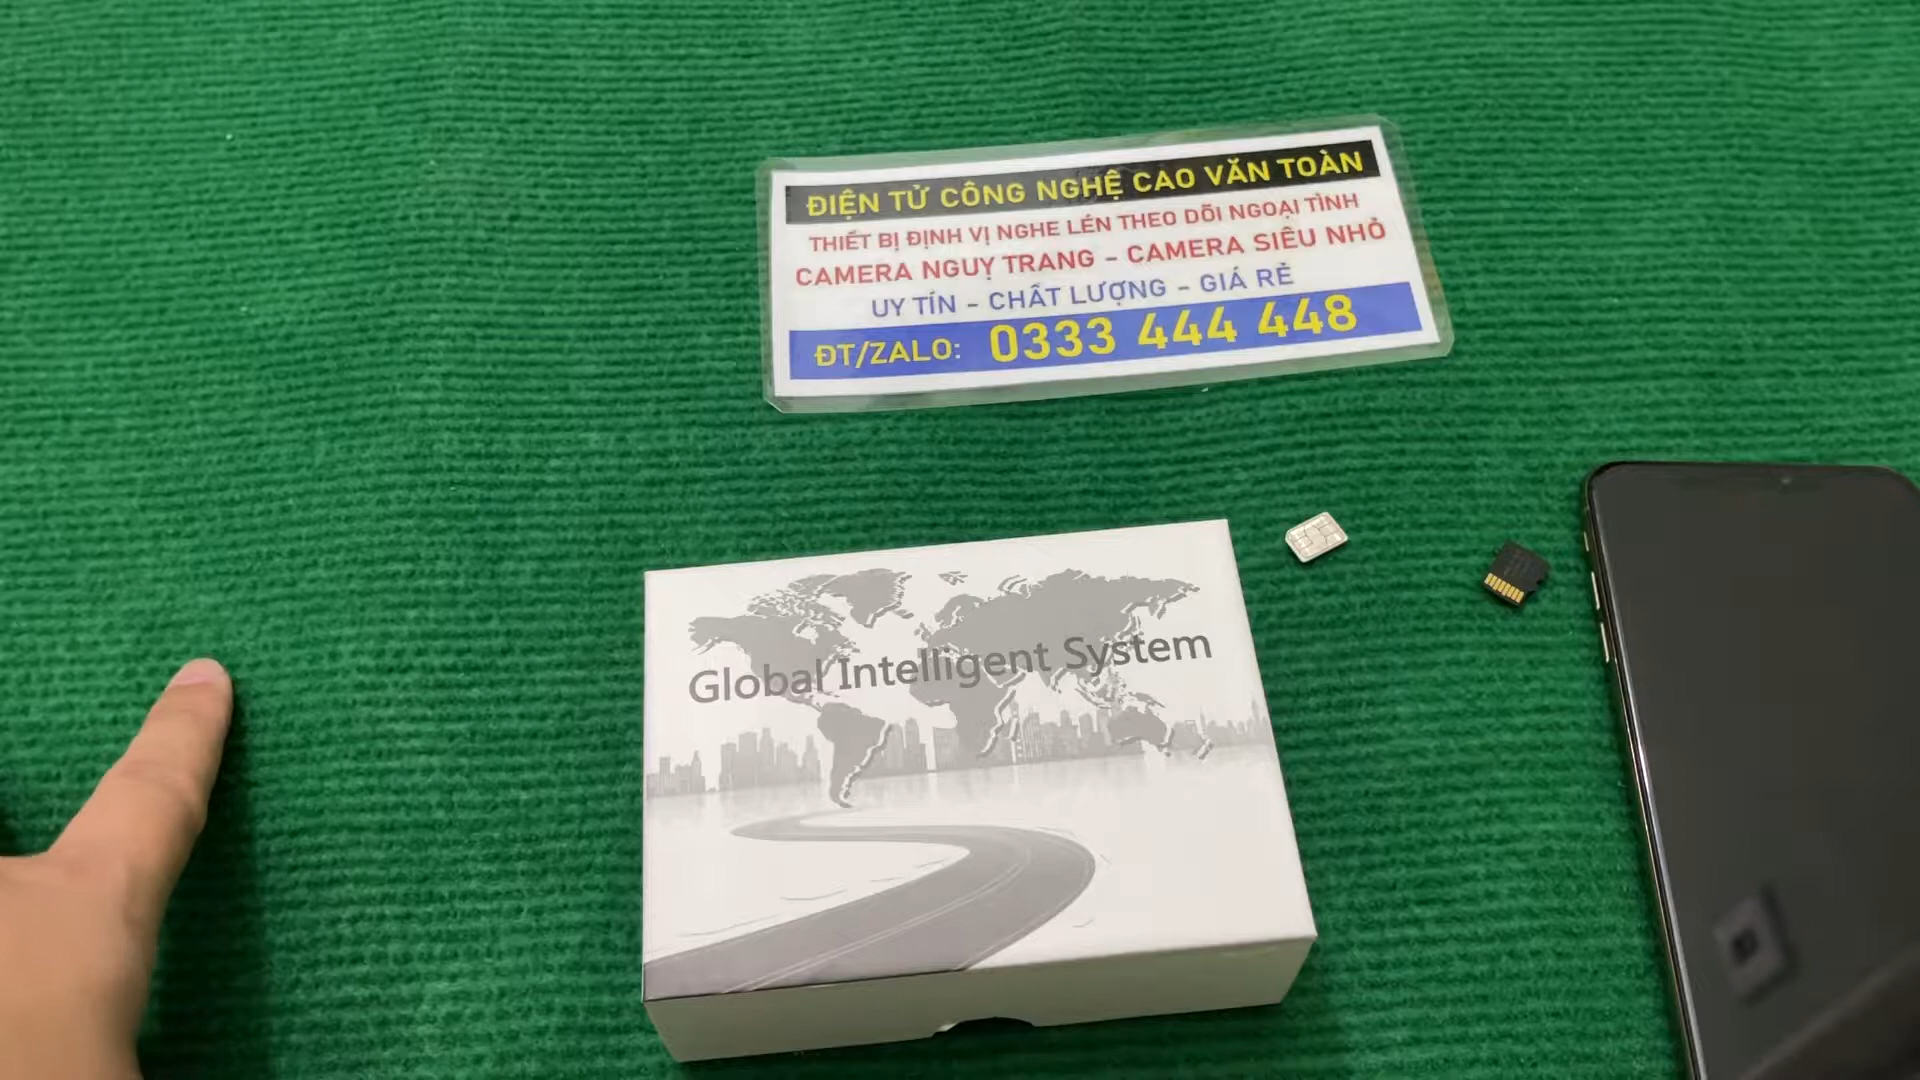 ĐIỆN TỬ CÔNG NGHỆ CAO VĂN TOÀN
THIẾT BỊ ĐỊNH VỊ NGHE LÉN THEO DÕI NGOẠI TÌNH
CAMERA NGUỴ TRANG - CAMERA SIÊU NHỎ
UY TÍN - CHẤT LƯỢNG - GIÁ RẺ
ĐT/ZALO: 0333 444 448
Global Intelligent System